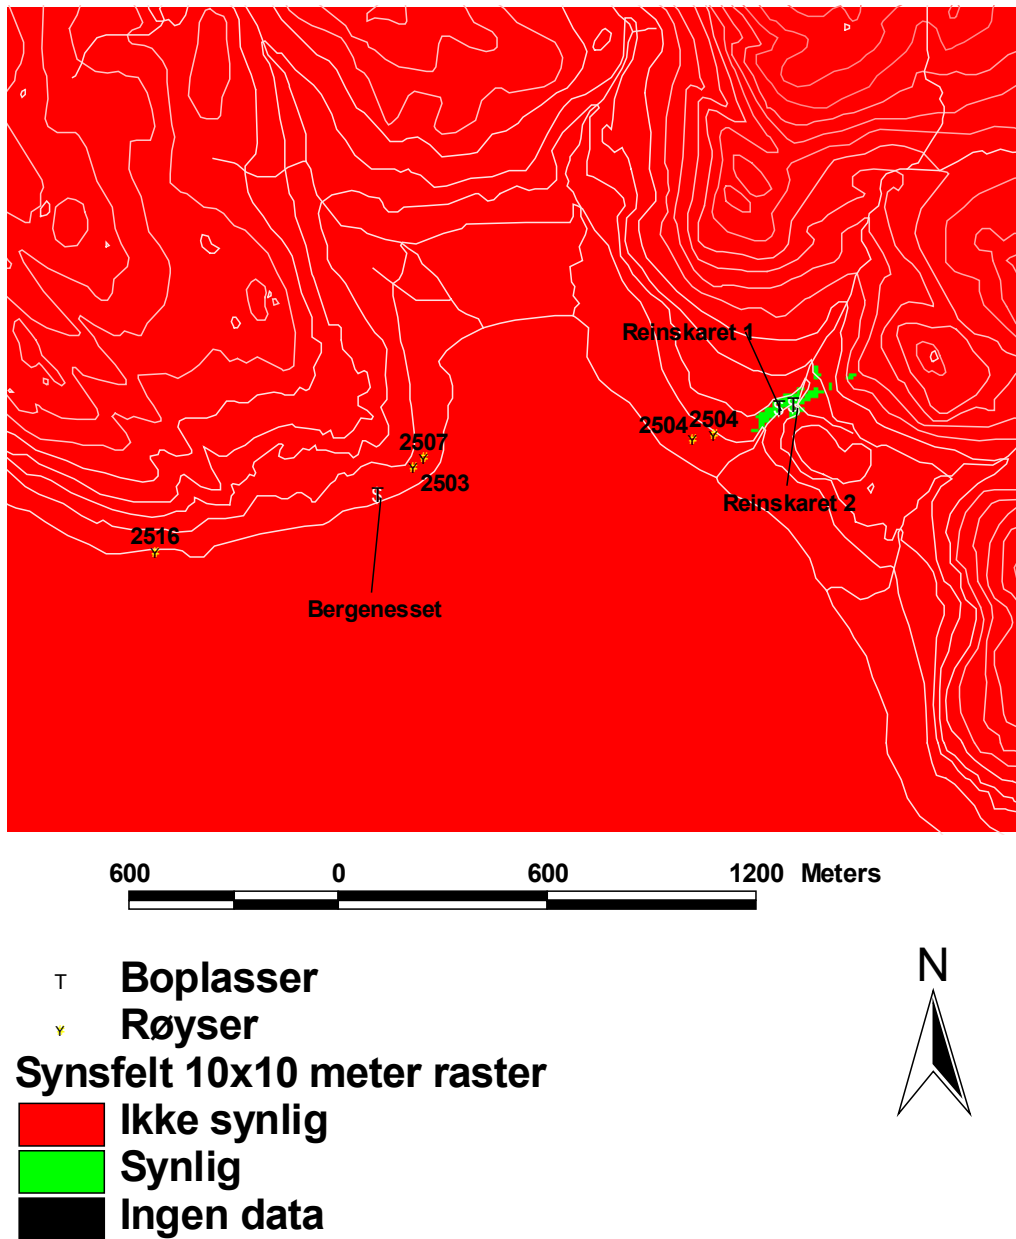 Reinskaret 1
2504 2504
2507
2503
Reinskaret 2
2516
Bergenesset
600 0 600 1200 Meters
N
T Boplasser
Y Røyser
Synsfelt 10x10 meter raster
Ikke synlig
Synlig
Ingen data